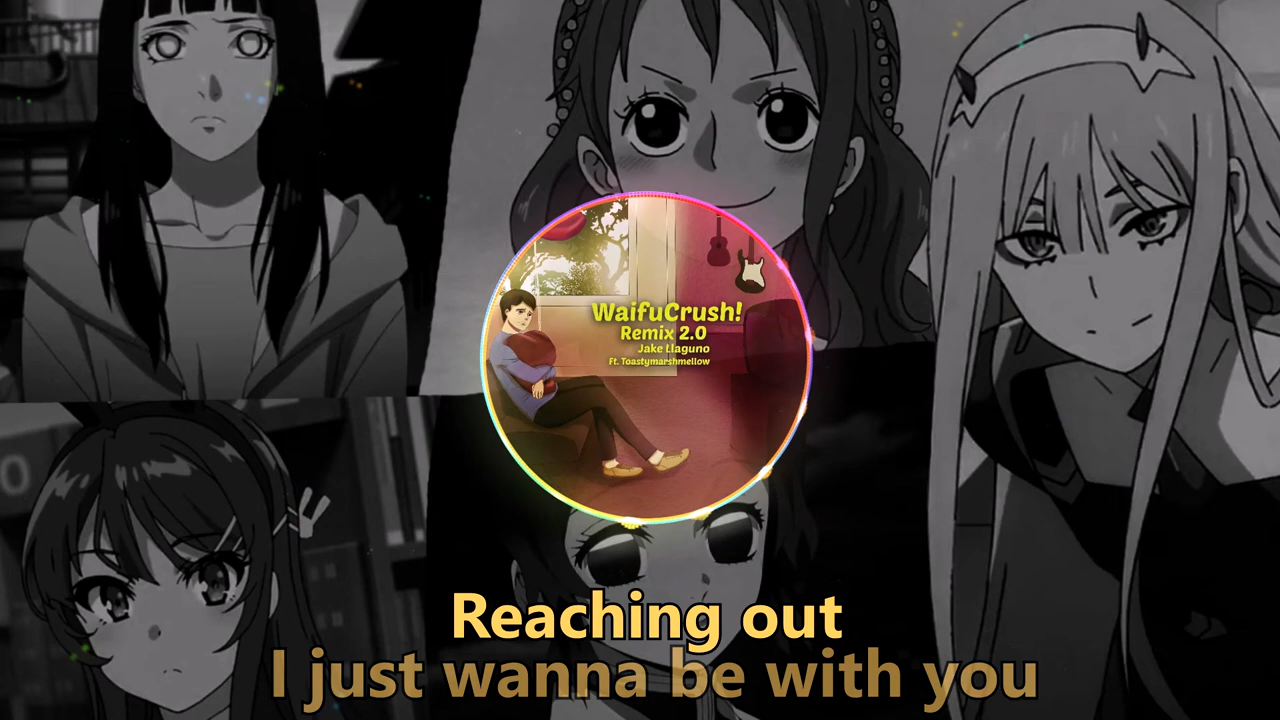 WaifuCrush!
Remix 2.0
Jake Llaguno
Ft. Toastymarshmellow
Reaching out
I just wanna be with you